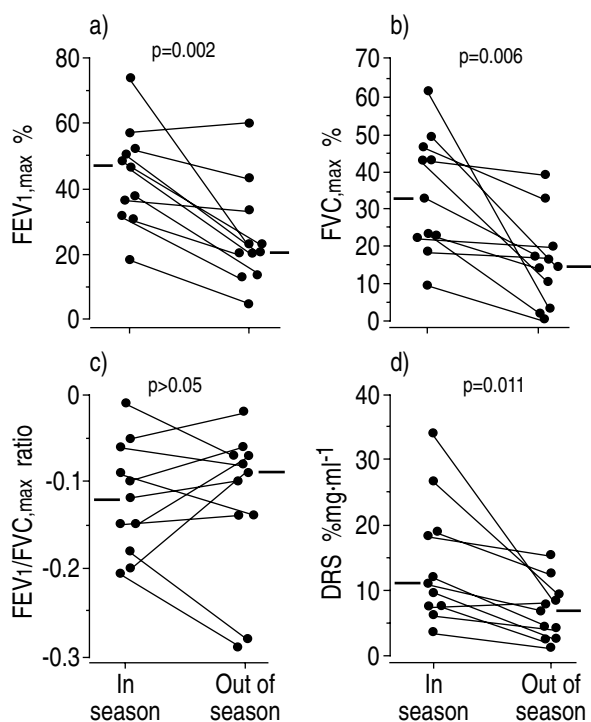 a)
p=0.002
FEV1,max %
80
60
40
20
0
b)
p=0.006
FVC,max %
70
60
50
40
30
20
10
0
c)
p>0.05
FEV1/FVC,max ratio
0
-0.1
-0.2
-0.3
In
season
Out of
season
d)
p=0.011
DRS %mg·ml-1
40
30
20
10
0
In
season
Out of
season